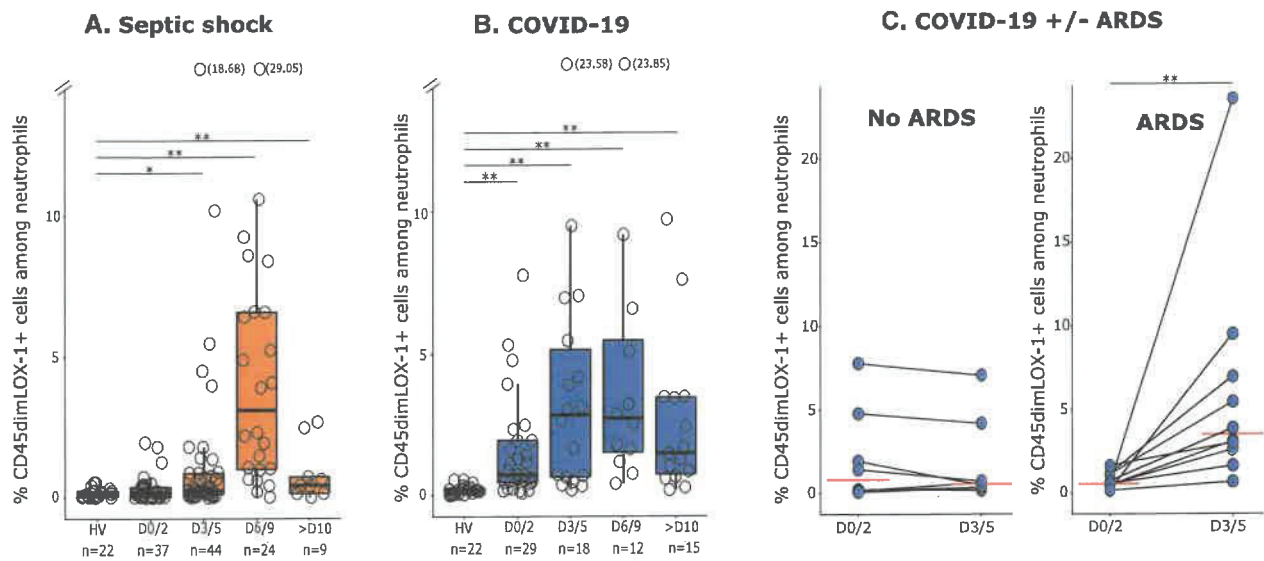 A. Septic shock
(18.68) (29.05)
% CD45dimLOX-1+ cells among neutrophils
10
5
0
**
**
*
HV D0/2 D3/5 D6/9 >D10
n=22 n=37 n=44 n=24 n=9
B. COVID-19
(23.58) (23.85)
% CD45dimLOX-1+ cells among neutrophils
10
5
0
**
**
**
**
HV D0/2 D3/5 D6/9 >D10
n=22 n=29 n=18 n=12 n=15
C. COVID-19 +/- ARDS
% CD45dimLOX-1+ cells among neutrophils
No ARDS
20
15
10
5
0
D0/2 D3/5
% CD45dimLOX-1+ cells among neutrophils
**
ARDS
20
15
10
5
0
D0/2 D3/5